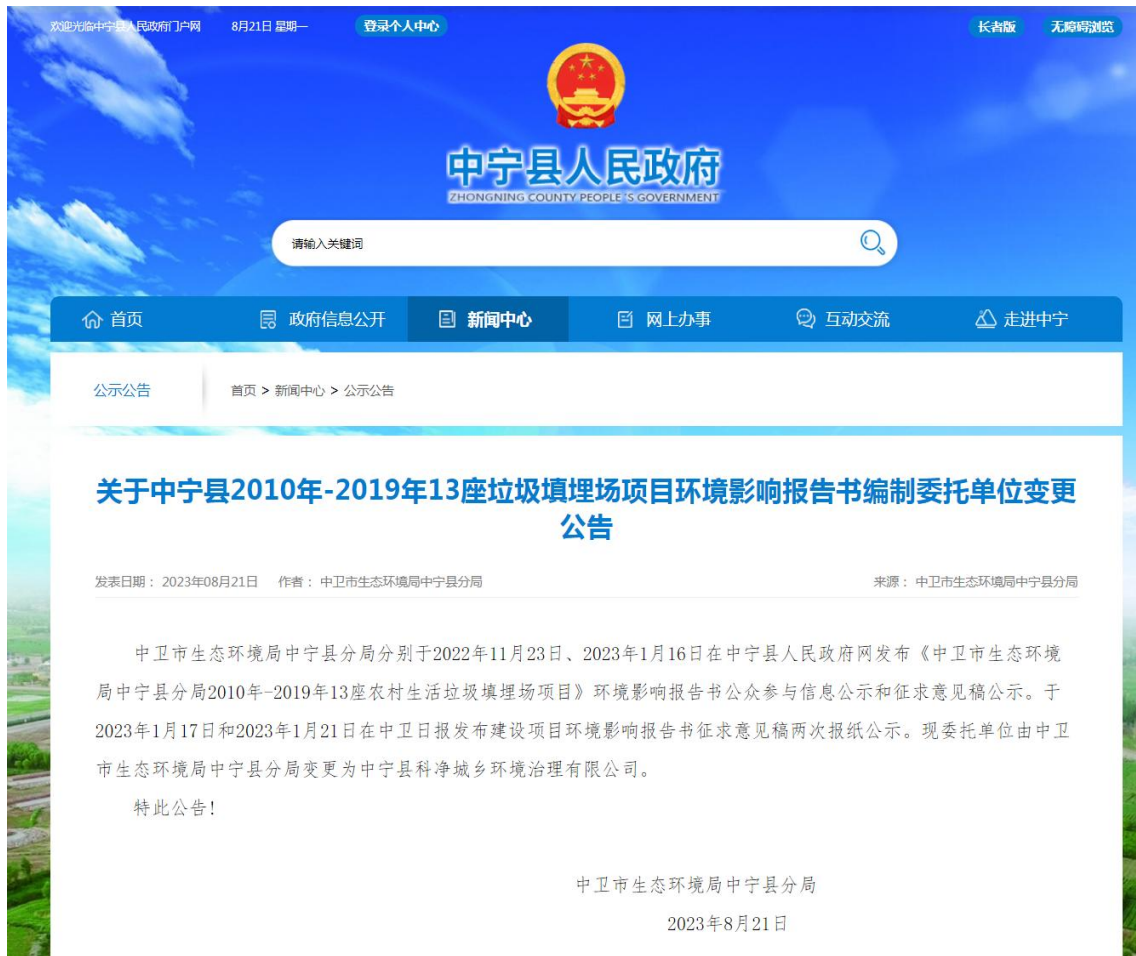 欢迎光临中宁县人民政府门户网 8月21日 星期一 登录个人中心 长者版 无障碍浏览
中宁县人民政府
ZHONGNING COUNTY PEOPLE'S GOVERNMENT
请输入关键词
首页 政府信息公开 新闻中心 网上办事 互动交流 走进中宁
公示公告 首页 > 新闻中心 > 公示公告
关于中宁县2010年-2019年13座垃圾填埋场项目环境影响报告书编制委托单位变更
公告
发表日期: 2023年08月21日 作者: 中卫市生态环境局中宁县分局 来源: 中卫市生态环境局中宁县分局
中卫市生态环境局中宁县分局分别于2022年11月23日、2023年1月16日在中宁县人民政府网发布《中卫市生态环境
局中宁县分局2010年-2019年13座农村生活垃圾填埋场项目》环境影响报告书公众参与信息公示和征求意见稿公示。于
2023年1月17日和2023年1月21日在中卫日报发布建设项目环境影响报告书征求意见稿两次报纸公示。现委托单位由中卫
市生态环境局中宁县分局变更为中宁县科净城乡环境治理有限公司。
特此公告!
中卫市生态环境局中宁县分局
2023年8月21日